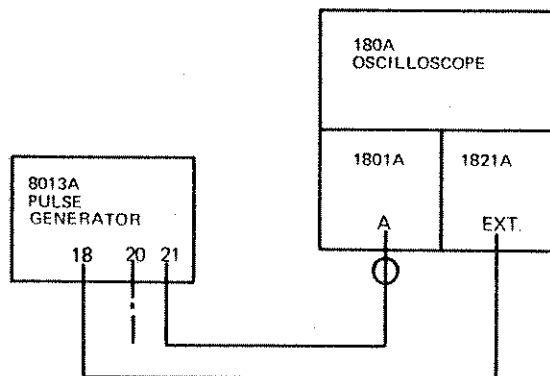 180A
OSCILLOSCOPE
1801A
1821A
A
EXT.
8013A
PULSE
GENERATOR
18 20 21